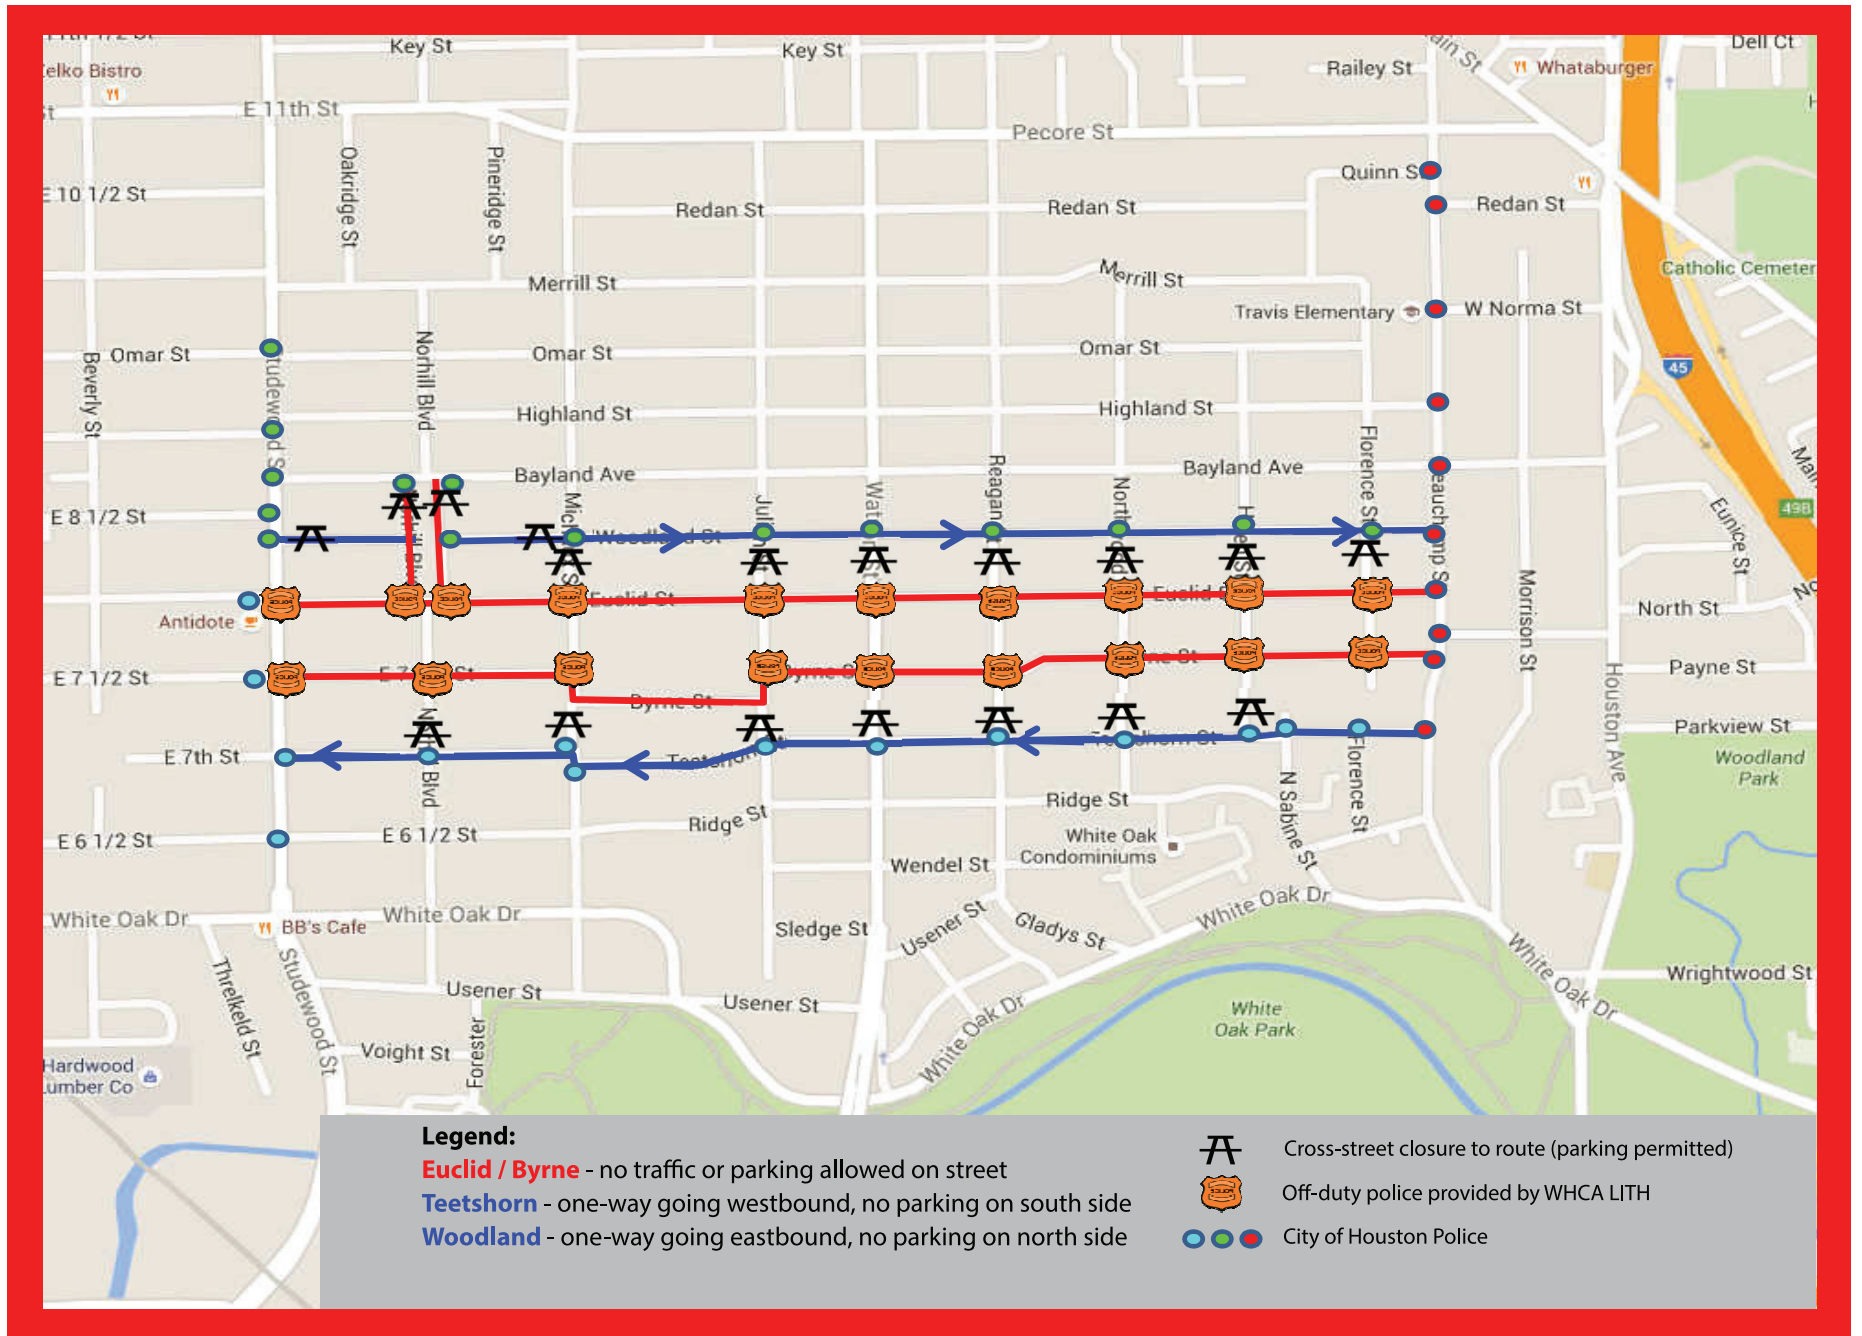 Key St
Key St
Dell Ct
Railey St
Whataburger
E 11th St
Pecore St
Oakridge St
Pineridge St
E 10 1/2 St
Quinn S
Redan St
Redan St
Redan St
Merrill St
Merrill St
Catholic Cemeter
Travis Elementary
W Norma St
Beverly St
Omar St
Norhill Blvd
Omar St
Omar St
45
Highland St
Highland St
Florence St
Bayland Ave
Bayland Ave
Reagan
E 8 1/2 St
49B
Eunice St
Woodland St
Euclid St
Antidote
Morrison St
North St
E 7 1/2 St
Payne St
Byrne St
Houston Ave
Parkview St
E 7th St
Blvd
Woodland
Park
Florence St
N Sabine St
Ridge St
Ridge St
E 6 1/2 St
E 6 1/2 St
White Oak
Condominiums
Wendel St
White Oak Dr
White Oak Dr
White Oak Dr
BB's Cafe
Sledge St
Usener St
Gladys St
White Oak Dr
Threlkeld St
Studewood St
Usener St
Usener St
White Oak Dr
White
Oak Park
Wrightwood St
Voight St
Forester
Hardwood
Lumber Co
Legend:
Euclid / Byrne - no traffic or parking allowed on street
Teetshorn - one-way going westbound, no parking on south side
Woodland - one-way going eastbound, no parking on north side
Cross-street closure to route (parking permitted)
Off-duty police provided by WHCA LITH
City of Houston Police